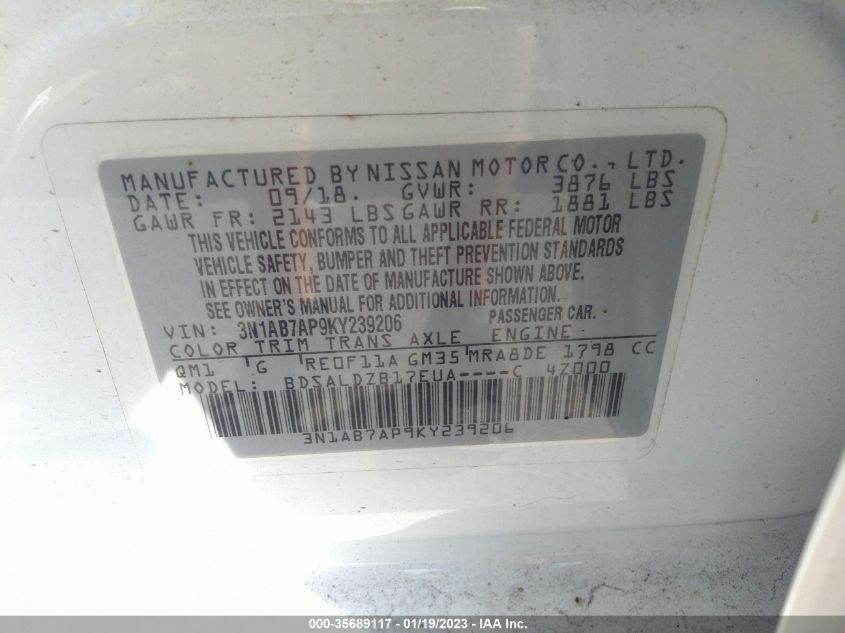 MANUFACTURED BY NISSAN MOTOR CO., LTD.
DATE: 09/18. GVWR: 3876 LBS
GAWR FR: 2143 LBS GAWR RR: 1881 LBS
THIS VEHICLE CONFORMS TO ALL APPLICABLE FEDERAL MOTOR
VEHICLE SAFETY, BUMPER AND THEFT PREVENTION STANDARDS
IN EFFECT ON THE DATE OF MANUFACTURE SHOWN ABOVE.
SEE OWNER'S MANUAL FOR ADDITIONAL INFORMATION.
VIN: 3N1AB7AP9KY239206 PASSENGER CAR.
COLOR TRIM TRANS AXLE ENGINE
QM1 G RE0F11A GM35 MRA8DE 1798 CC
MODEL: BDSALDZB17EUA----C 4Z000
3N1AB7AP9KY239206
000-35689117 - 01/19/2023 - IAAI.COM